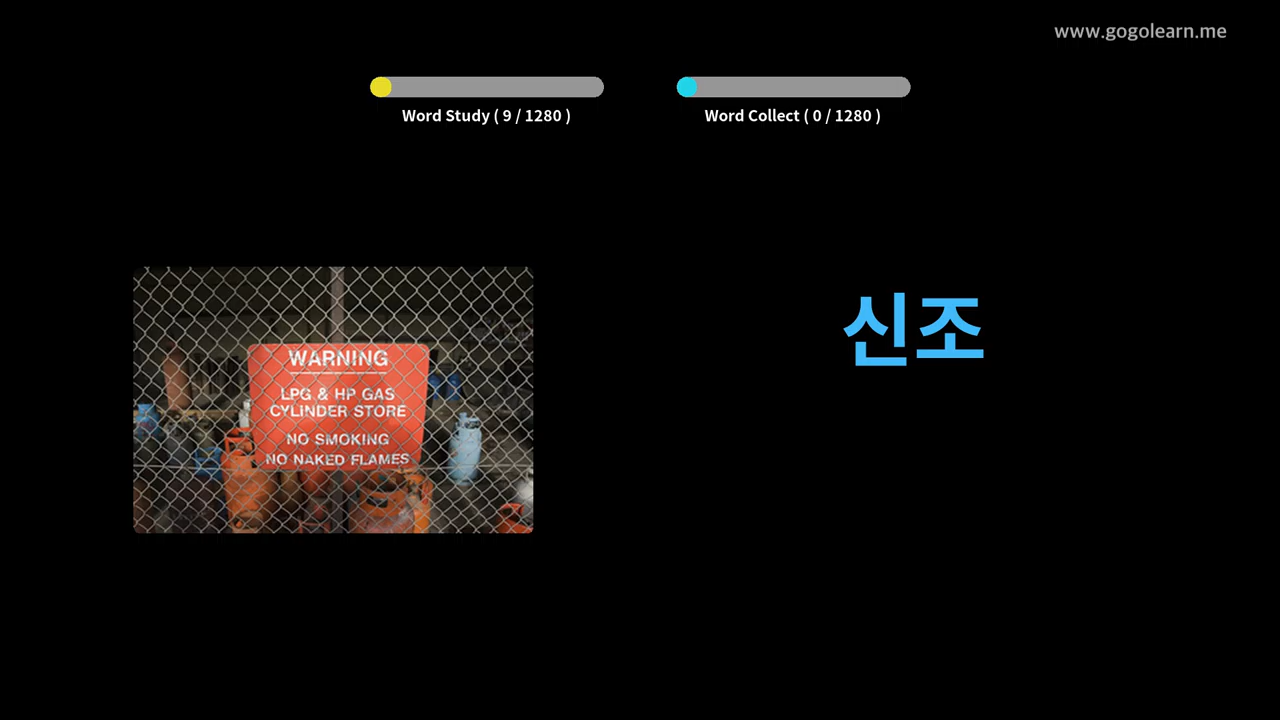 www.gogolearn.me
Word Study ( 9 / 1280 )
Word Collect ( 0 / 1280 )
WARNING
LPG & HP GAS
CYLINDER STORE
NO SMOKING
NO NAKED FLAMES
신조